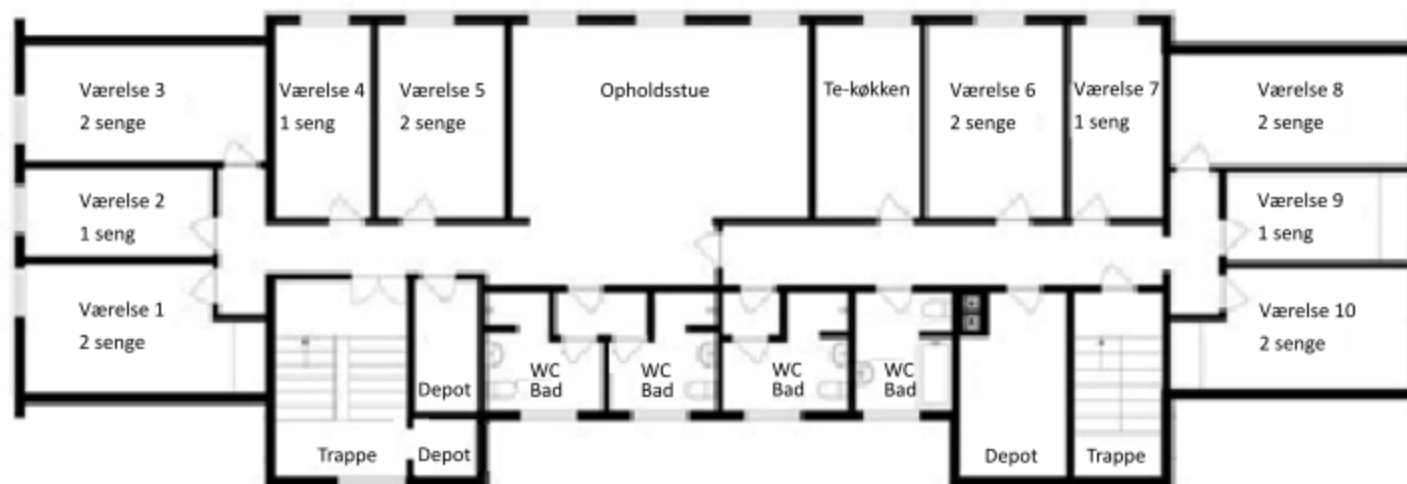 Værelse 3
2 senge
Værelse 4
1 seng
Værelse 5
2 senge
Opholdsstue
Te-køkken
Værelse 6
2 senge
Værelse 7
1 seng
Værelse 8
2 senge
Værelse 2
1 seng
Værelse 9
1 seng
Værelse 1
2 senge
Værelse 10
2 senge
Depot
WC
Bad
WC
Bad
WC
Bad
WC
Bad
Trappe
Depot
Depot
Trappe